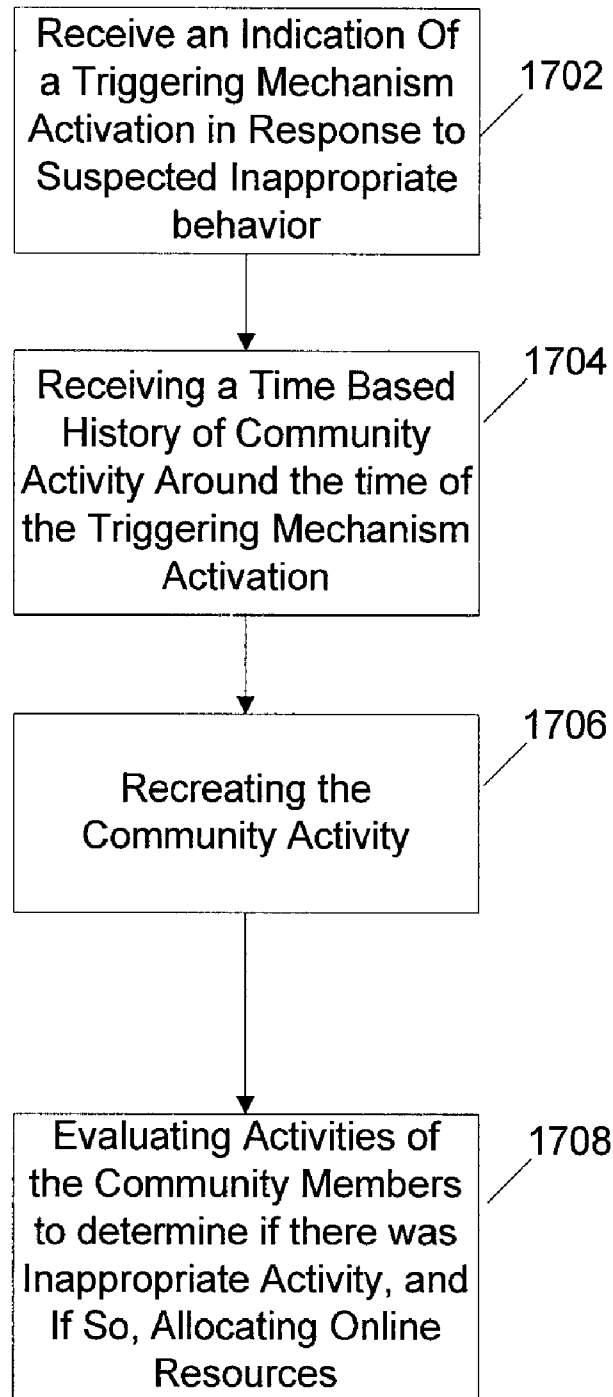 Receive an Indication Of
a Triggering Mechanism
Activation in Response to
Suspected Inappropriate
behavior
1702
Receiving a Time Based
History of Community
Activity Around the time of
the Triggering Mechanism
Activation
1704
Recreating the
Community Activity
1706
Evaluating Activities of
the Community Members
to determine if there was
Inappropriate Activity, and
If So, Allocating Online
Resources
1708